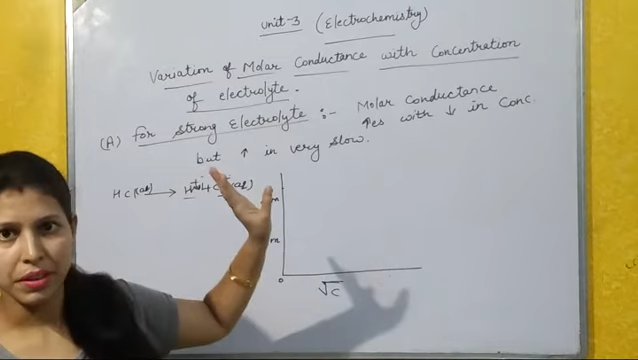 unit-3 (Electrochemistry)
Variation of Molar Conductance with Concentration
of electrolyte.
(A) For strong Electrolyte :- Molar Conductance
↑es with ↓ in Conc.
but ↑ in very slow.
HCl(aq) → H+
m
m
0
√C